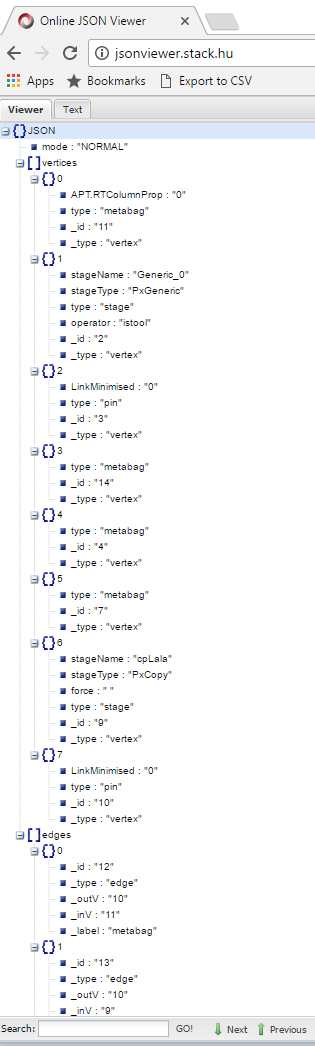 Online JSON Viewer
jsonviewer.stack.hu
Apps Bookmarks Export to CSV
Viewer Text
{}JSON
mode : "NORMAL"
[]vertices
{}0
APT.RTColumnProp : "0"
type : "metabag"
_id : "11"
_type : "vertex"
{}1
stageName : "Generic_0"
stageType : "PxGeneric"
type : "stage"
operator : "istool"
_id : "2"
_type : "vertex"
{}2
LinkMinimised : "0"
type : "pin"
_id : "3"
_type : "vertex"
{}3
type : "metabag"
_id : "14"
_type : "vertex"
{}4
type : "metabag"
_id : "4"
_type : "vertex"
{}5
type : "metabag"
_id : "7"
_type : "vertex"
{}6
stageName : "cpLala"
stageType : "PxCopy"
force : " "
type : "stage"
_id : "9"
_type : "vertex"
{}7
LinkMinimised : "0"
type : "pin"
_id : "10"
_type : "vertex"
[]edges
{}0
_id : "12"
_type : "edge"
_outV : "10"
_inV : "11"
_label : "metabag"
{}1
_id : "13"
_type : "edge"
_outV : "10"
_inV : "9"
Search: GO! Next Previous